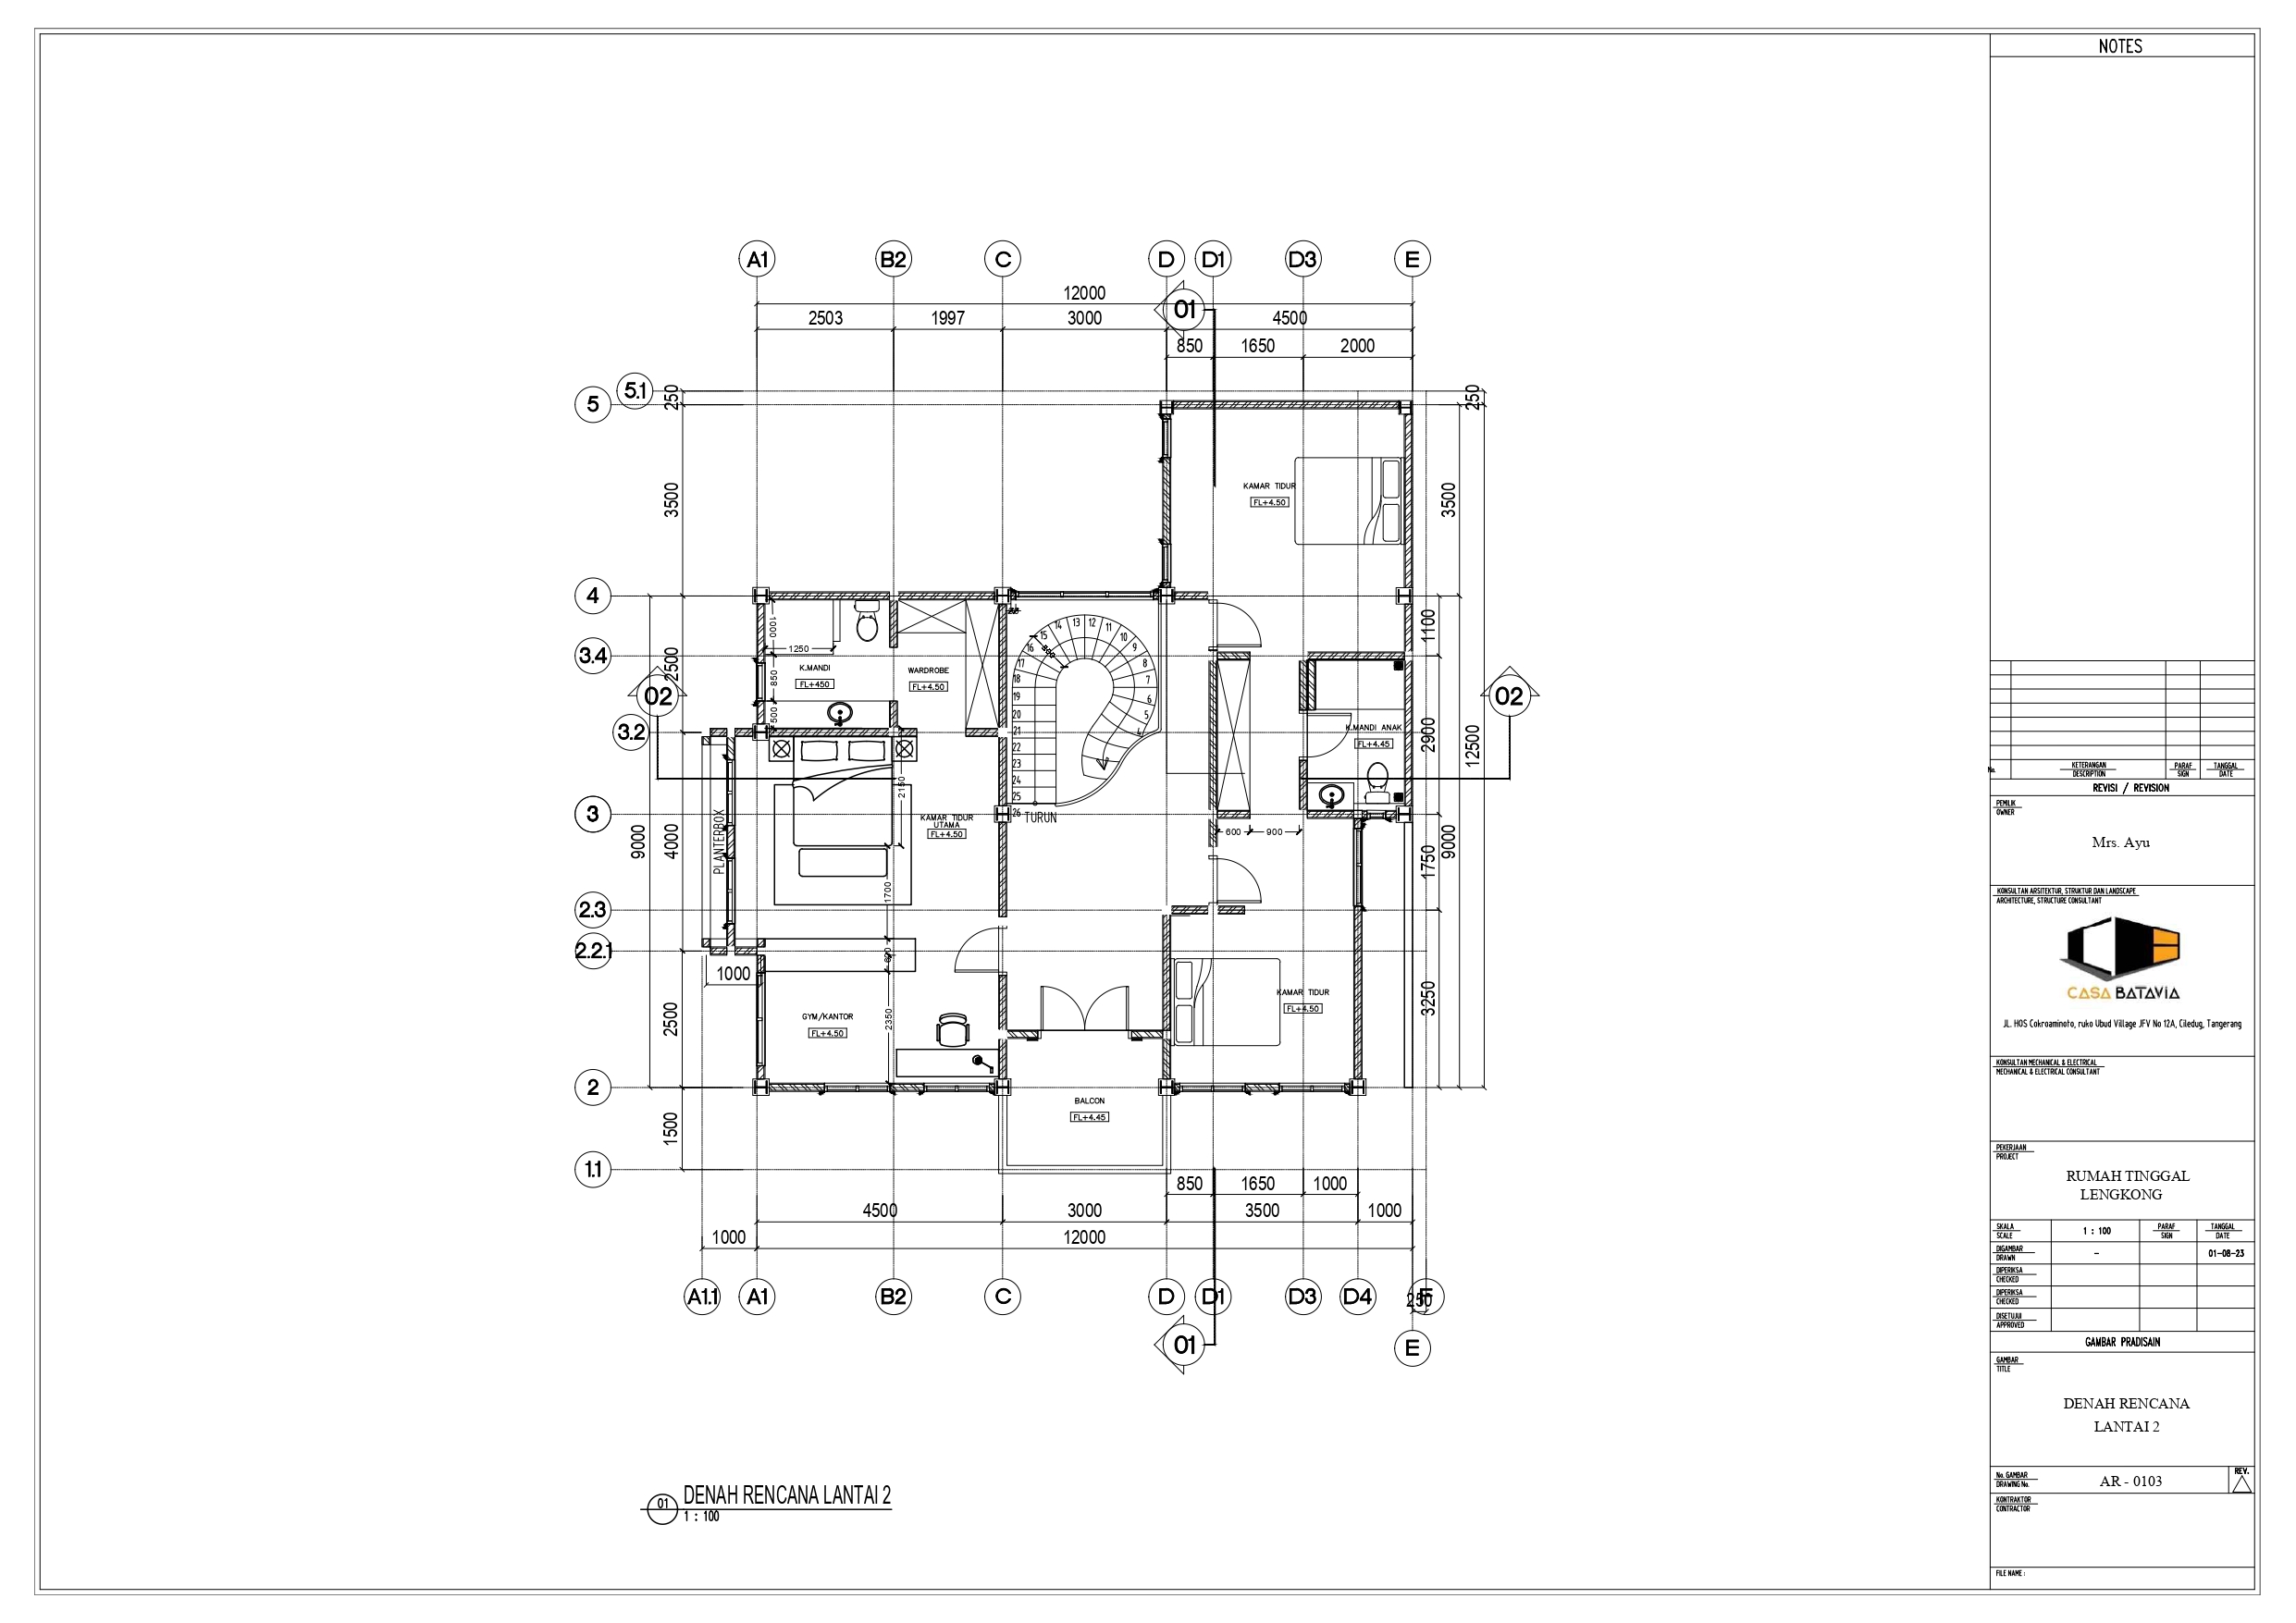 NOTES
A1 B2 C D D1 D3 E
12000
01
2503 1997 3000 4500
850 1650 2000
5.1
5
250
250
3500
3500
KAMAR TIDUR
FL+4.50
4
3.4
02
3.2
3
2.3
2.2.1
2
1.1
2500
9000
4000
2500
1500
1000
1250
850
500
K.MANDI
FL+450
WARDROBE
FL+4.50
15 14 13 12 11 10 9 8 7 6 5 4
16 17 18 19 20 21 22 23 24 25 26
TURUN
1100
2900
12500
02
K.MANDI ANAK
FL+4.45
600 900
PLANTERBOX
2150
KAMAR TIDUR
UTAMA
FL+4.50
1700
1750
9000
1000
2350
GYM/KANTOR
FL+4.50
KAMAR TIDUR
FL+4.50
3250
BALCON
FL+4.45
850 1650 1000
4500 3000 3500 1000
1000 12000
A1.1 A1 B2 C D D1 D3 D4 F
250
01
E
01 DENAH RENCANA LANTAI 2
1 : 100
No. KETERANGAN PARAF TANGGAL
DESCRIPTION SIGN DATE
REVISI / REVISION
PEMILIK
OWNER
Mrs. Ayu
KONSULTAN ARSITEKTUR, STRUKTUR DAN LANDSCAPE
ARCHITECTURE, STRUCTURE CONSULTANT
CASA BATAVIA
JL. HOS Cokroaminoto, ruko Ubud Village JFV No 12A, Ciledug, Tangerang
KONSULTAN MECHANICAL & ELECTRICAL
MECHANICAL & ELECTRICAL CONSULTANT
PEKERJAAN
PROJECT
RUMAH TINGGAL
LENGKONG
SKALA 1 : 100 PARAF TANGGAL
SCALE SIGN DATE
DIGAMBAR - 01-08-23
DRAWN
DIPERIKSA
CHECKED
DIPERIKSA
CHECKED
DISETUJUI
APPROVED
GAMBAR PRADISAIN
GAMBAR
TITLE
DENAH RENCANA
LANTAI 2
No. GAMBAR AR - 0103 REV.
DRAWING No.
KONTRAKTOR
CONTRACTOR
FILE NAME :